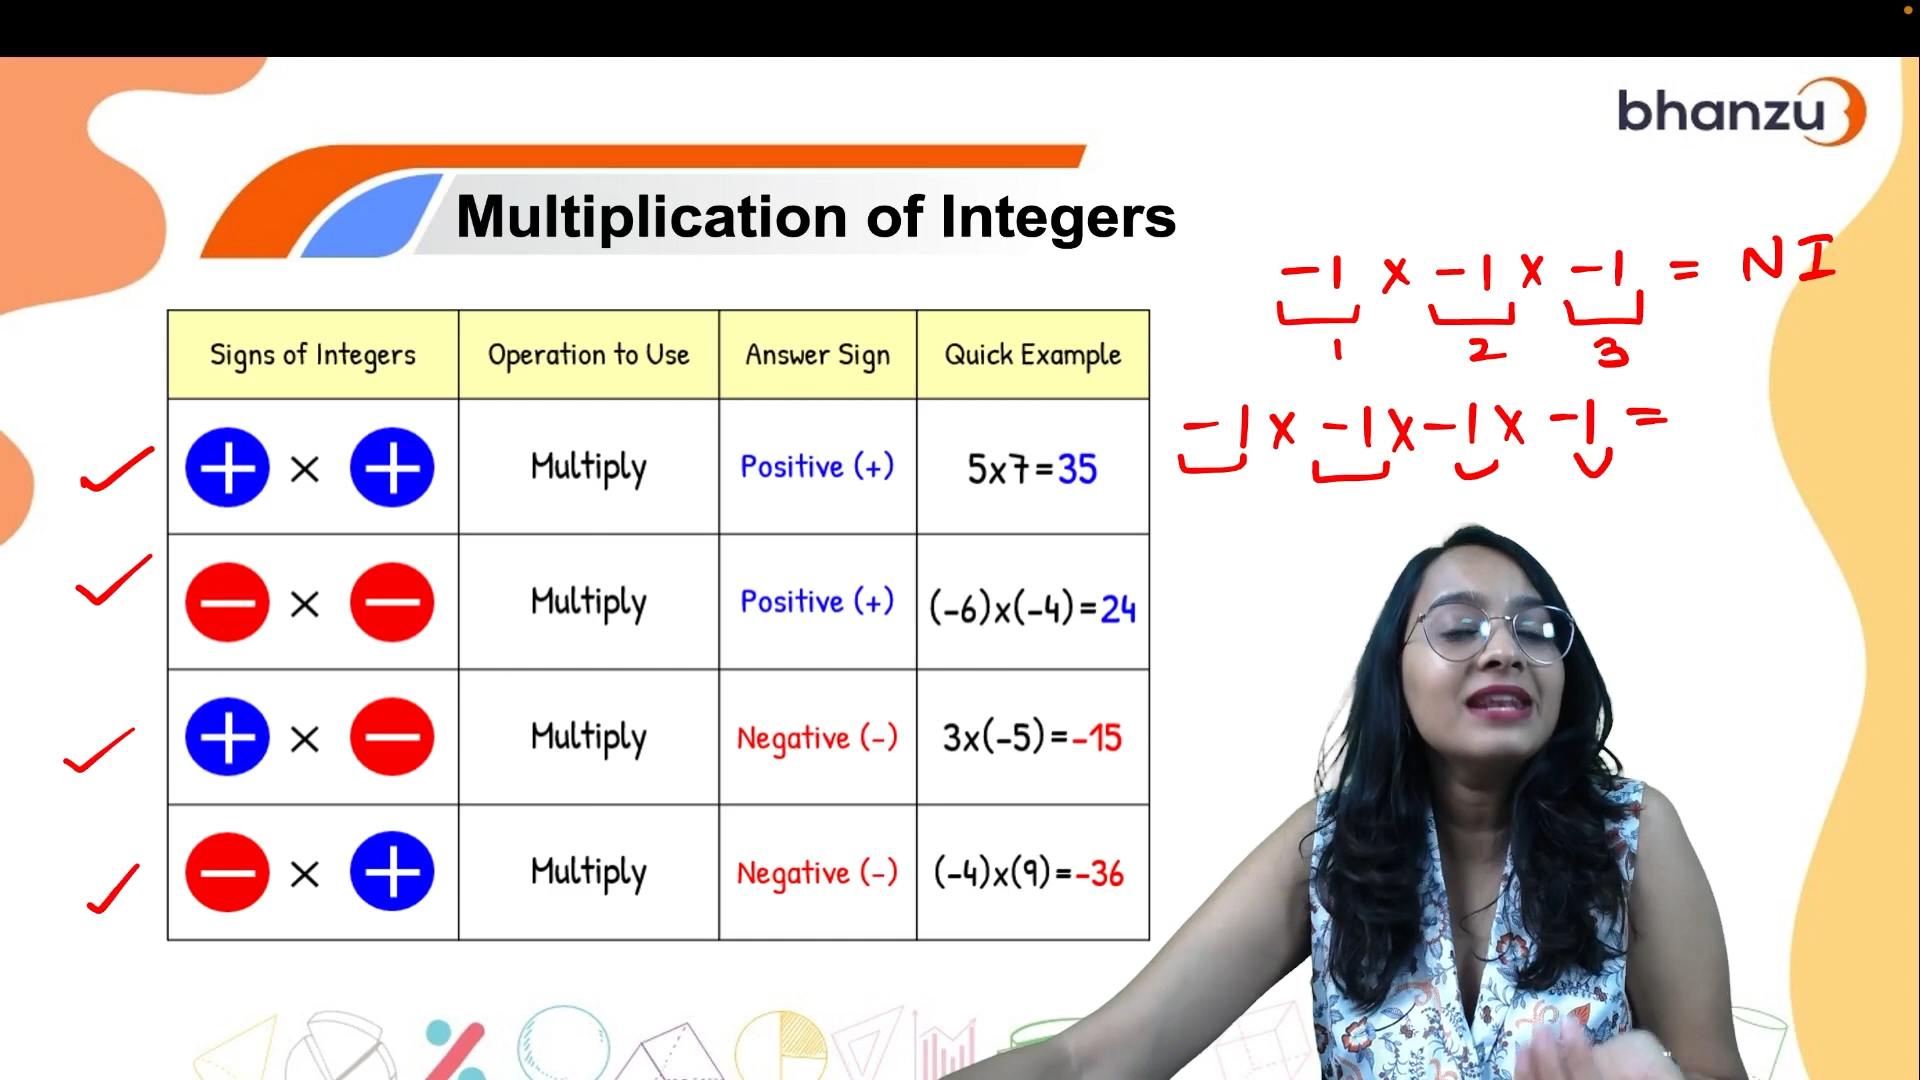 bhanzu
Multiplication of Integers
-1 x -1 x -1 = NI
1 2 3
-1 x -1 x -1 x -1 =
Signs of Integers Operation to Use Answer Sign Quick Example
+ × + Multiply Positive (+) 5x7=35
− × − Multiply Positive (+) (-6)x(-4)=24
+ × − Multiply Negative (-) 3x(-5)=-15
− × + Multiply Negative (-) (-4)x(9)=-36